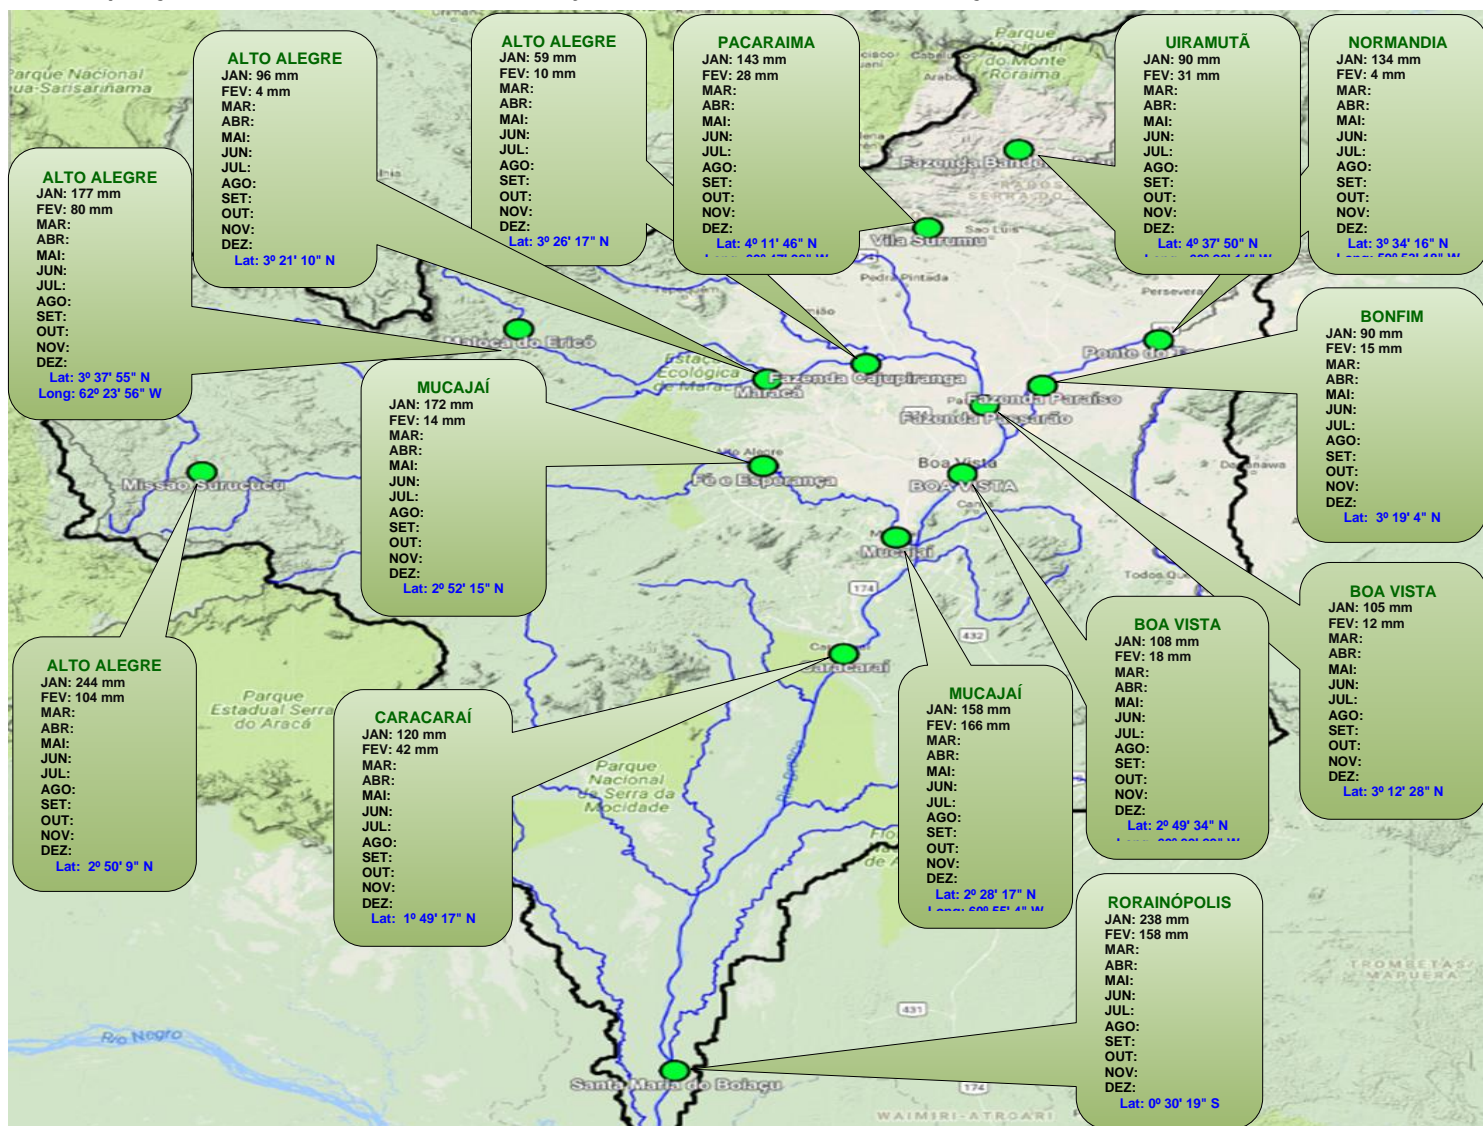 ALTO ALEGRE
JAN: 96 mm
FEV: 4 mm
MAR:
ABR:
MAI:
JUN:
JUL:
AGO:
SET:
OUT:
NOV:
DEZ:
Lat: 3º 21' 10" N
ALTO ALEGRE
JAN: 59 mm
FEV: 10 mm
MAR:
ABR:
MAI:
JUN:
JUL:
AGO:
SET:
OUT:
NOV:
DEZ:
Lat: 3º 26' 17" N
PACARAIMA
JAN: 143 mm
FEV: 28 mm
MAR:
ABR:
MAI:
JUN:
JUL:
AGO:
SET:
OUT:
NOV:
DEZ:
Lat: 4º 11' 46" N
UIRAMUTÃ
JAN: 90 mm
FEV: 31 mm
MAR:
ABR:
MAI:
JUN:
JUL:
AGO:
SET:
OUT:
NOV:
DEZ:
Lat: 4º 37' 50" N
NORMANDIA
JAN: 134 mm
FEV: 4 mm
MAR:
ABR:
MAI:
JUN:
JUL:
AGO:
SET:
OUT:
NOV:
DEZ:
Lat: 3º 34' 16" N
ALTO ALEGRE
JAN: 177 mm
FEV: 80 mm
MAR:
ABR:
MAI:
JUN:
JUL:
AGO:
SET:
OUT:
NOV:
DEZ:
Lat: 3º 37' 55" N
Long: 62º 23' 56" W
BONFIM
JAN: 90 mm
FEV: 15 mm
MAR:
ABR:
MAI:
JUN:
JUL:
AGO:
SET:
OUT:
NOV:
DEZ:
Lat: 3º 19' 4" N
MUCAJAÍ
JAN: 172 mm
FEV: 14 mm
MAR:
ABR:
MAI:
JUN:
JUL:
AGO:
SET:
OUT:
NOV:
DEZ:
Lat: 2º 52' 15" N
BOA VISTA
JAN: 105 mm
FEV: 12 mm
MAR:
ABR:
MAI:
JUN:
JUL:
AGO:
SET:
OUT:
NOV:
DEZ:
Lat: 3º 12' 28" N
BOA VISTA
JAN: 108 mm
FEV: 18 mm
MAR:
ABR:
MAI:
JUN:
JUL:
AGO:
SET:
OUT:
NOV:
DEZ:
Lat: 2º 49' 34" N
ALTO ALEGRE
JAN: 244 mm
FEV: 104 mm
MAR:
ABR:
MAI:
JUN:
JUL:
AGO:
SET:
OUT:
NOV:
DEZ:
Lat: 2º 50' 9" N
MUCAJAÍ
JAN: 158 mm
FEV: 166 mm
MAR:
ABR:
MAI:
JUN:
JUL:
AGO:
SET:
OUT:
NOV:
DEZ:
Lat: 2º 28' 17" N
CARACARAÍ
JAN: 120 mm
FEV: 42 mm
MAR:
ABR:
MAI:
JUN:
JUL:
AGO:
SET:
OUT:
NOV:
DEZ:
Lat: 1º 49' 17" N
RORAINÓPOLIS
JAN: 238 mm
FEV: 158 mm
MAR:
ABR:
MAI:
JUN:
JUL:
AGO:
SET:
OUT:
NOV:
DEZ:
Lat: 0º 30' 19" S
Parque Nacional
Parque
Nacional
do Monte
Roraima
Vila Surumu
Sao Luis
Pedra Pintada
Maloca do Ericó
Estação
Ecológica
de Maracá
Maracá
Fazenda Cajupiranga
Ponte do
Fazenda Paraíso
Fazenda Passarão
Missão Surucucu
Alto Alegre
Fé e Esperança
Boa Vista
BOA VISTA
Mucajaí
174
432
Caracaraí
Parque
Estadual Serra
do Aracá
Parque
Nacional
da Serra da
Mocidade
Rio Branco
Rio Negro
431
174
Santa Maria do Boiaçu
TROMBETAS/
MAPUERA
WAIMIRI-ATROARI